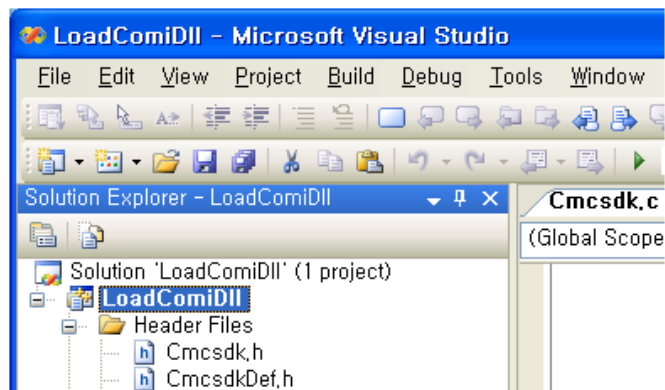 LoadComiDll - Microsoft Visual Studio
File Edit View Project Build Debug Tools Window
Solution Explorer - LoadComiDll
Cmcsdk.c
(Global Scope
Solution 'LoadComiDll' (1 project)
LoadComiDll
Header Files
Cmcsdk.h
CmcsdkDef.h